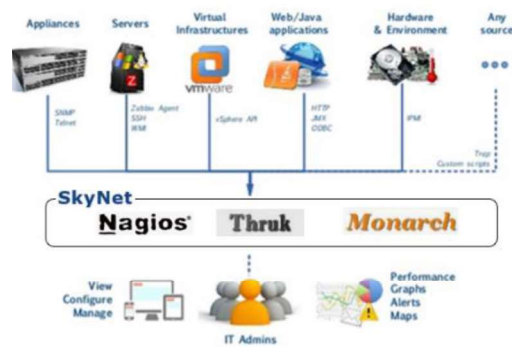 Appliances
Servers
Virtual
Infrastructures
Web/Java
applications
Hardware
& Environment
Any
source
Z
vmware
SNMP
Telnet
Zabbix Agent
SSH
WMI
vSphere API
HTTP
JMX
ODBC
IPMI
Trap
Custom scripts
SkyNet
Nagios®
Thruk
Monarch
View
Configure
Manage
IT Admins
Performance
Graphs
Alerts
Maps